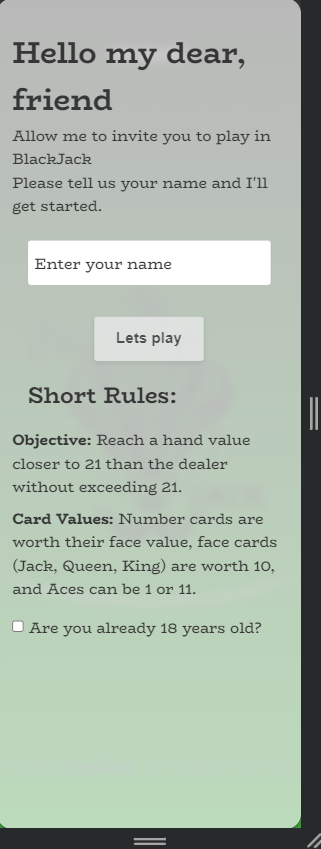 Hello my dear,
friend
Allow me to invite you to play in
BlackJack
Please tell us your name and I'll
get started.
Enter your name
Lets play
Short Rules:
Objective: Reach a hand value
closer to 21 than the dealer
without exceeding 21.
Card Values: Number cards are
worth their face value, face cards
(Jack, Queen, King) are worth 10,
and Aces can be 1 or 11.
Are you already 18 years old?